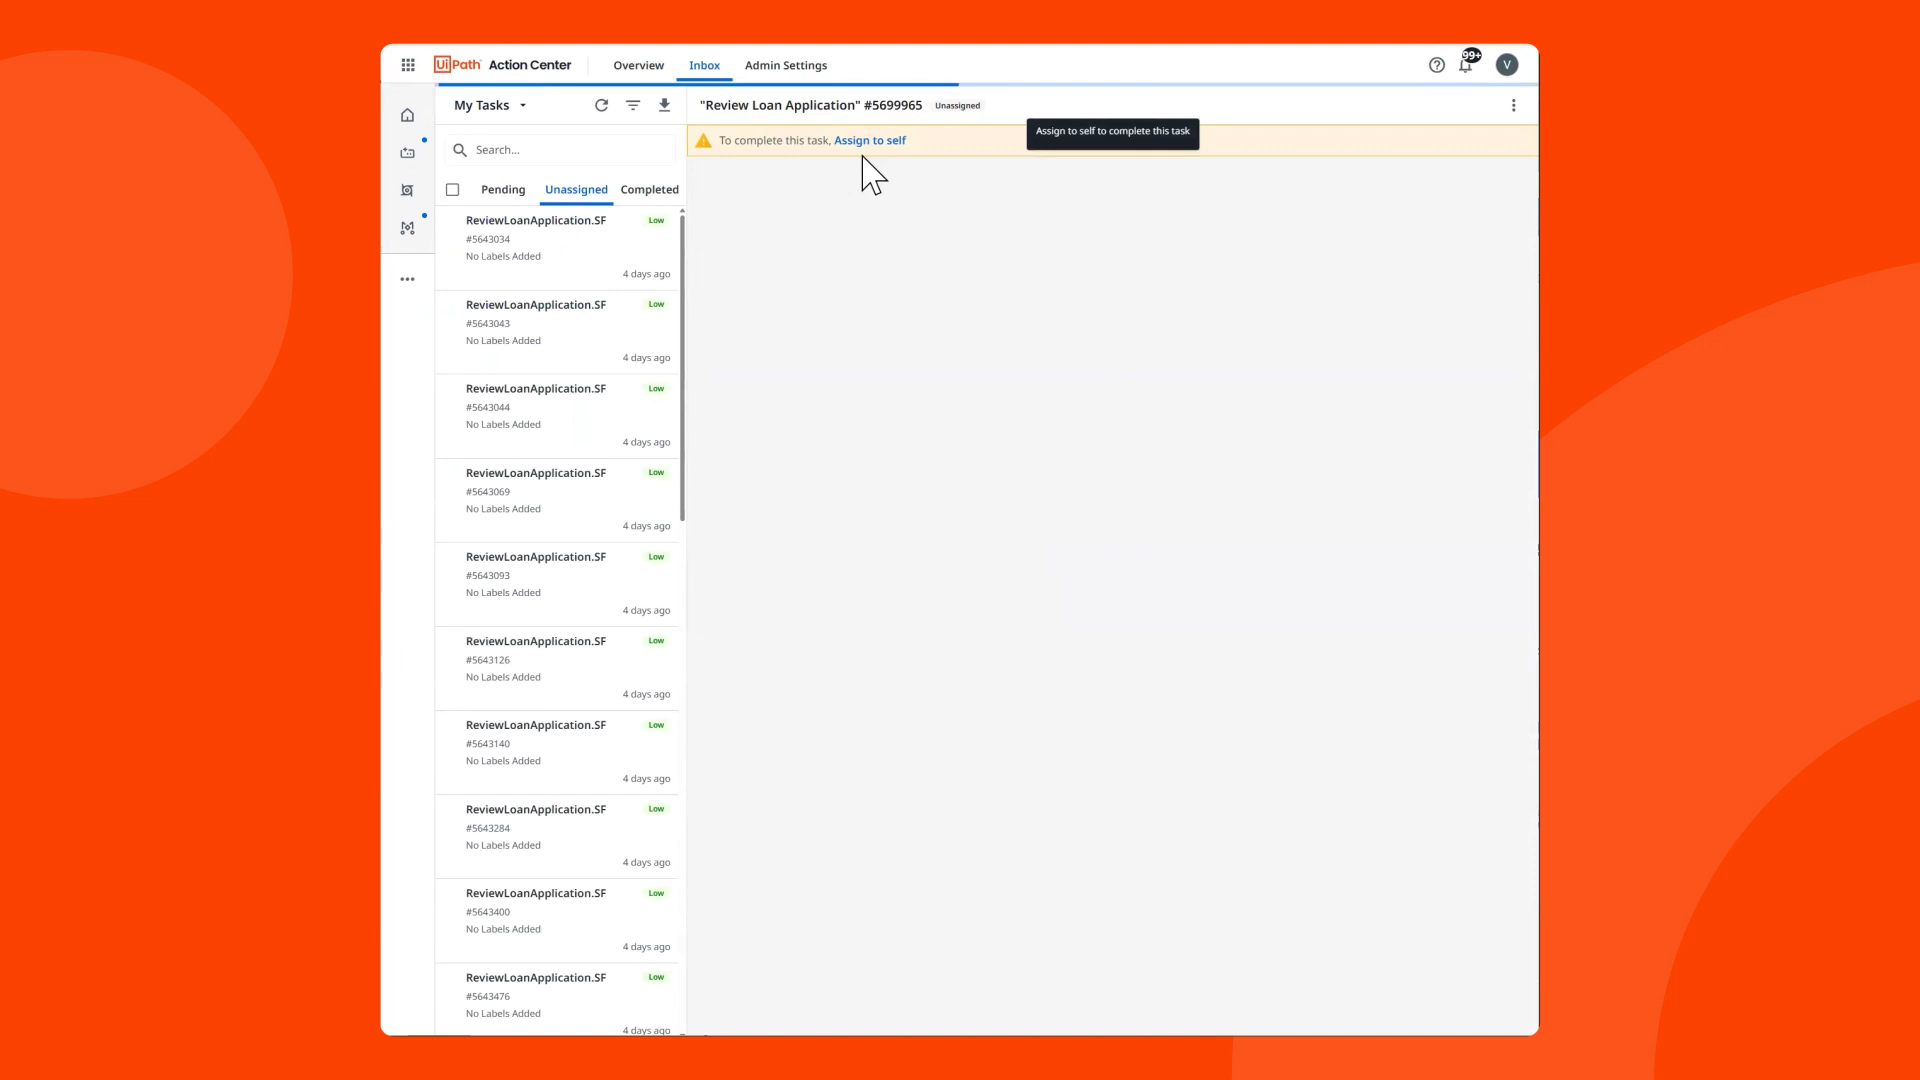 UiPath Action Center
Overview
Inbox
Admin Settings
99+
V
My Tasks
"Review Loan Application" #5699965
Unassigned
Assign to self to complete this task
To complete this task, Assign to self
Search...
Pending
Unassigned
Completed
ReviewLoanApplication.SF
Low
#5643034
No Labels Added
4 days ago
ReviewLoanApplication.SF
Low
#5643043
No Labels Added
4 days ago
ReviewLoanApplication.SF
Low
#5643044
No Labels Added
4 days ago
ReviewLoanApplication.SF
Low
#5643069
No Labels Added
4 days ago
ReviewLoanApplication.SF
Low
#5643093
No Labels Added
4 days ago
ReviewLoanApplication.SF
Low
#5643126
No Labels Added
4 days ago
ReviewLoanApplication.SF
Low
#5643140
No Labels Added
4 days ago
ReviewLoanApplication.SF
Low
#5643284
No Labels Added
4 days ago
ReviewLoanApplication.SF
Low
#5643400
No Labels Added
4 days ago
ReviewLoanApplication.SF
Low
#5643476
No Labels Added
4 days ago